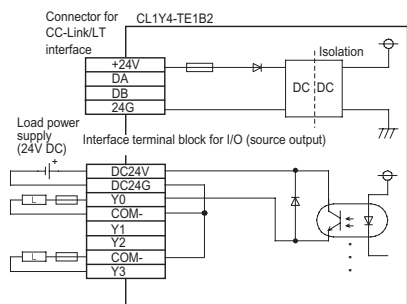 Connector for
CC-Link/LT
interface
CL1Y4-TE1B2
Isolation
+24V
DA
DB
24G
DC DC
Load power
supply
(24V DC)
Interface terminal block for I/O (source output)
+
DC24V
DC24G
Y0
COM-
Y1
Y2
COM-
Y3
L
L